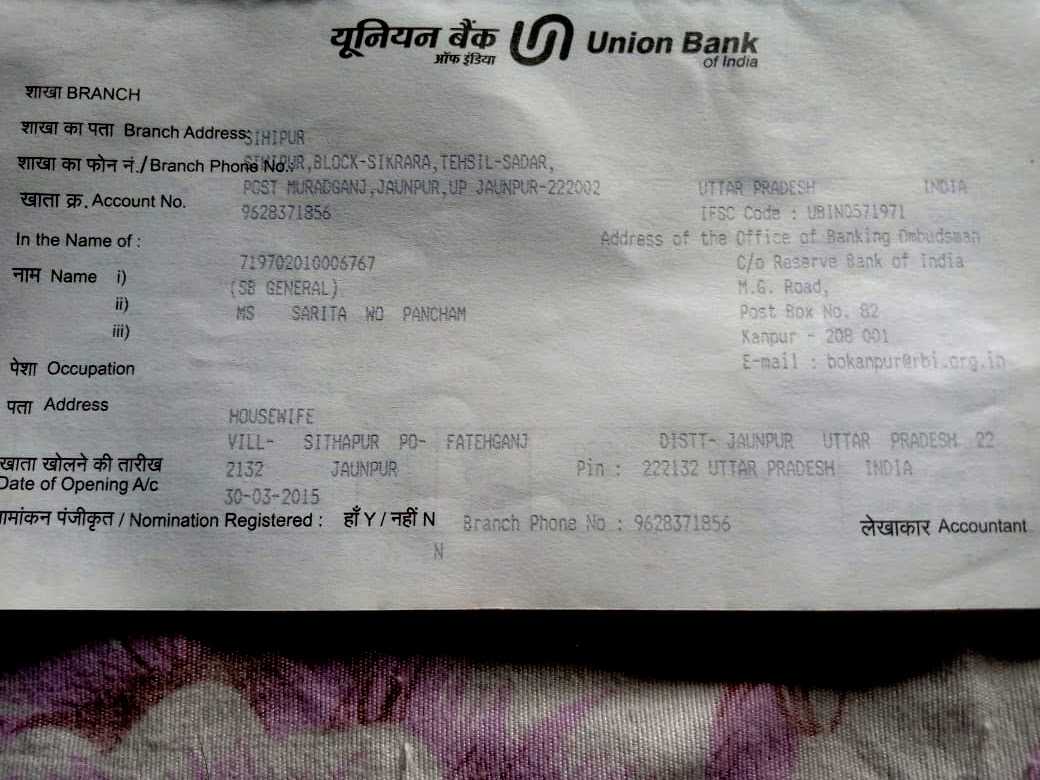 यूनियन बैंक Union Bank
ऑफ इंडिया of India
शाखा BRANCH
शाखा का पता Branch Address: SIHIPUR
शाखा का फोन नं./Branch Phone No. SIHIPUR,BLOCK-SIKRARA,TEHSIL-SADAR,
POST MURADGANJ,JAUNPUR,UP JAUNPUR-222002 UTTAR PRADESH INDIA
खाता क्र. Account No. 9628371856 IFSC Code : UBIN0571971
In the Name of : Address of the Office of Banking Ombudsman
719702010006767 C/o Reserve Bank of India
नाम Name i) (SB GENERAL) M.G. Road,
ii) MS SARITA WO PANCHAM Post Box No. 82
iii) Kanpur - 208 001
पेशा Occupation E-mail : bokanpur@rbi.org.in
पता Address HOUSEWIFE
VILL- SITHAPUR PO- FATEHGANJ DISTT- JAUNPUR UTTAR PRADESH 22
खाता खोलने की तारीख 2132 JAUNPUR Pin : 222132 UTTAR PRADESH INDIA
Date of Opening A/c 30-03-2015
नामांकन पंजीकृत / Nomination Registered : हाँ Y / नहीं N Branch Phone No : 9628371856 लेखाकार Accountant
N